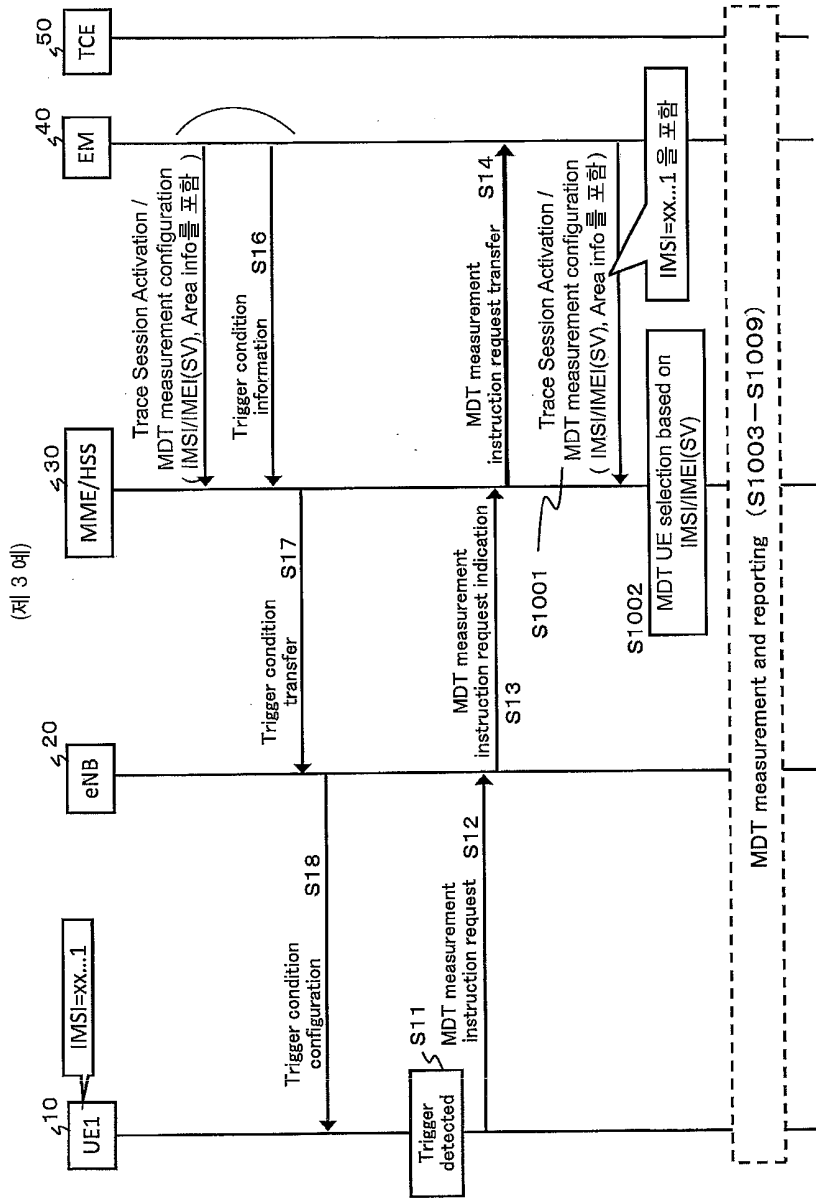 (제 3 예)
10
UE1
IMSI=xx...1
20
eNB
30
MME/HSS
40
EM
50
TCE
Trace Session Activation /
MDT measurement configuration
( IMSI/IMEI(SV), Area info를 포함 )
Trigger condition
information
S16
Trigger condition
transfer
S17
Trigger condition
configuration
S18
Trigger
detected
S11
MDT measurement
instruction request
S12
MDT measurement
instruction request indication
S13
MDT measurement
instruction request transfer
S14
S1001
Trace Session Activation /
MDT measurement configuration
( IMSI/IMEI(SV), Area info를 포함)
IMSI=xx...1 을 포함
S1002
MDT UE selection based on
IMSI/IMEI(SV)
MDT measurement and reporting (S1003-S1009)